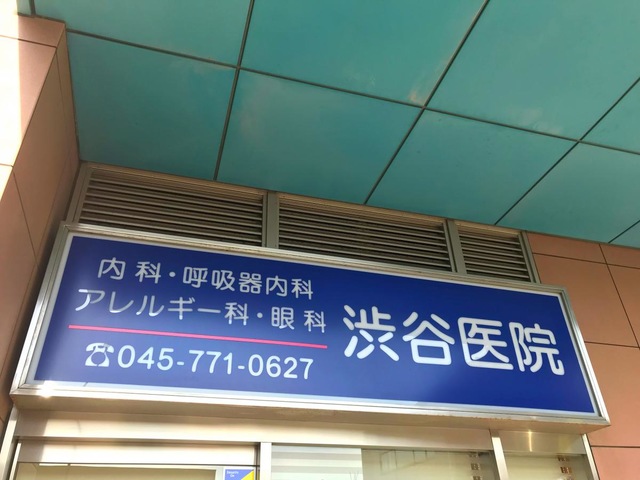 内科・呼吸器内科
アレルギー科・眼科
☎045-771-0627
渋谷医院